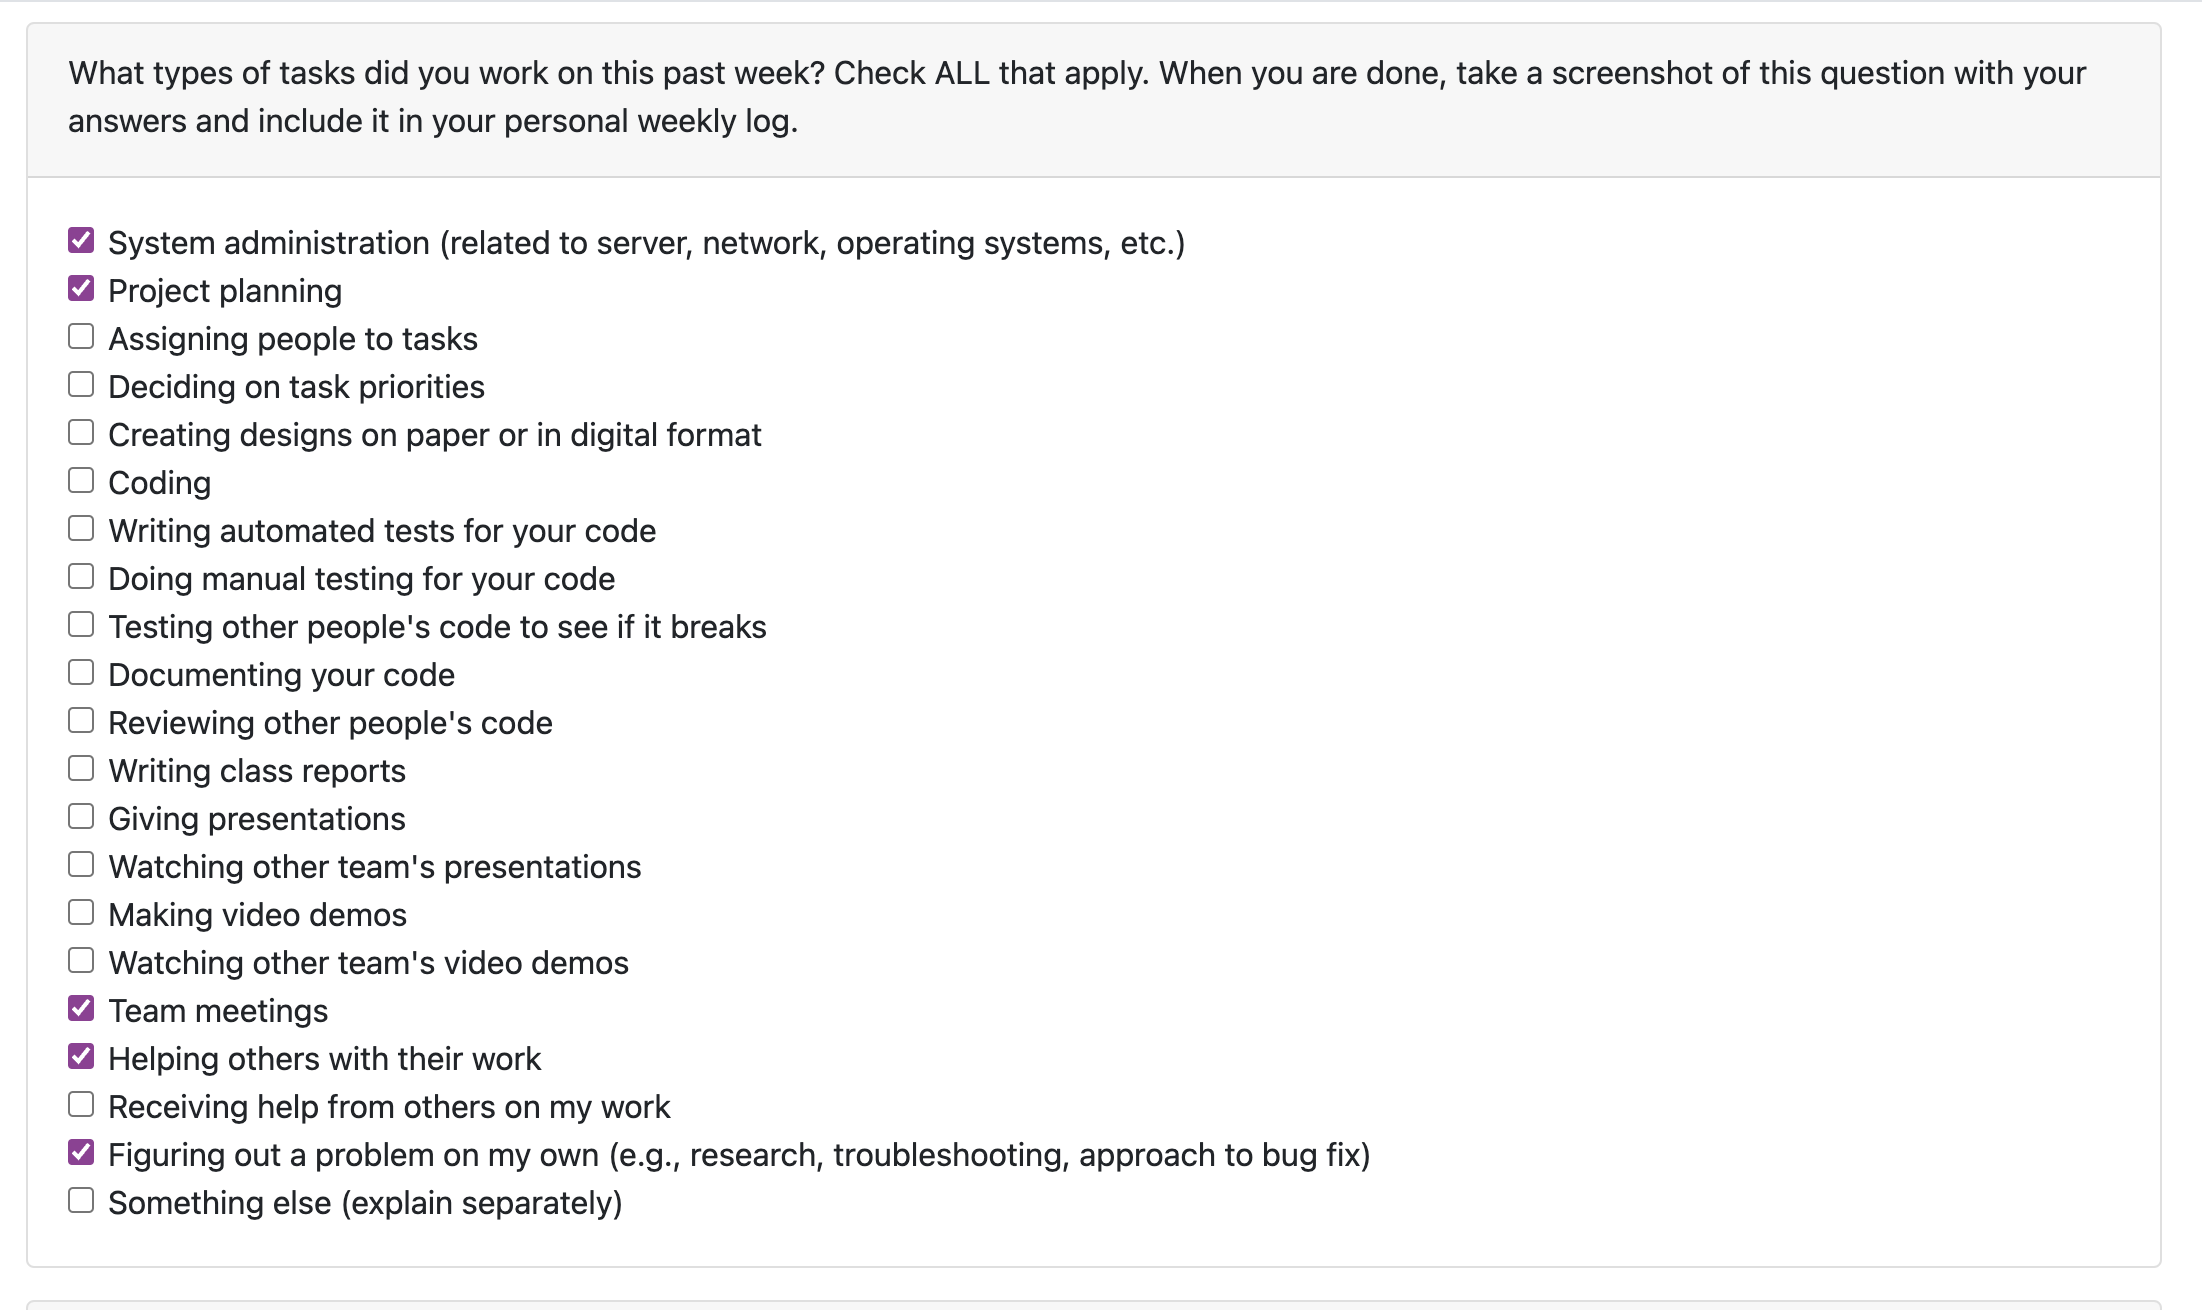 What types of tasks did you work on this past week? Check ALL that apply. When you are done, take a screenshot of this question with your
answers and include it in your personal weekly log.
System administration (related to server, network, operating systems, etc.)
Project planning
Assigning people to tasks
Deciding on task priorities
Creating designs on paper or in digital format
Coding
Writing automated tests for your code
Doing manual testing for your code
Testing other people's code to see if it breaks
Documenting your code
Reviewing other people's code
Writing class reports
Giving presentations
Watching other team's presentations
Making video demos
Watching other team's video demos
Team meetings
Helping others with their work
Receiving help from others on my work
Figuring out a problem on my own (e.g., research, troubleshooting, approach to bug fix)
Something else (explain separately)